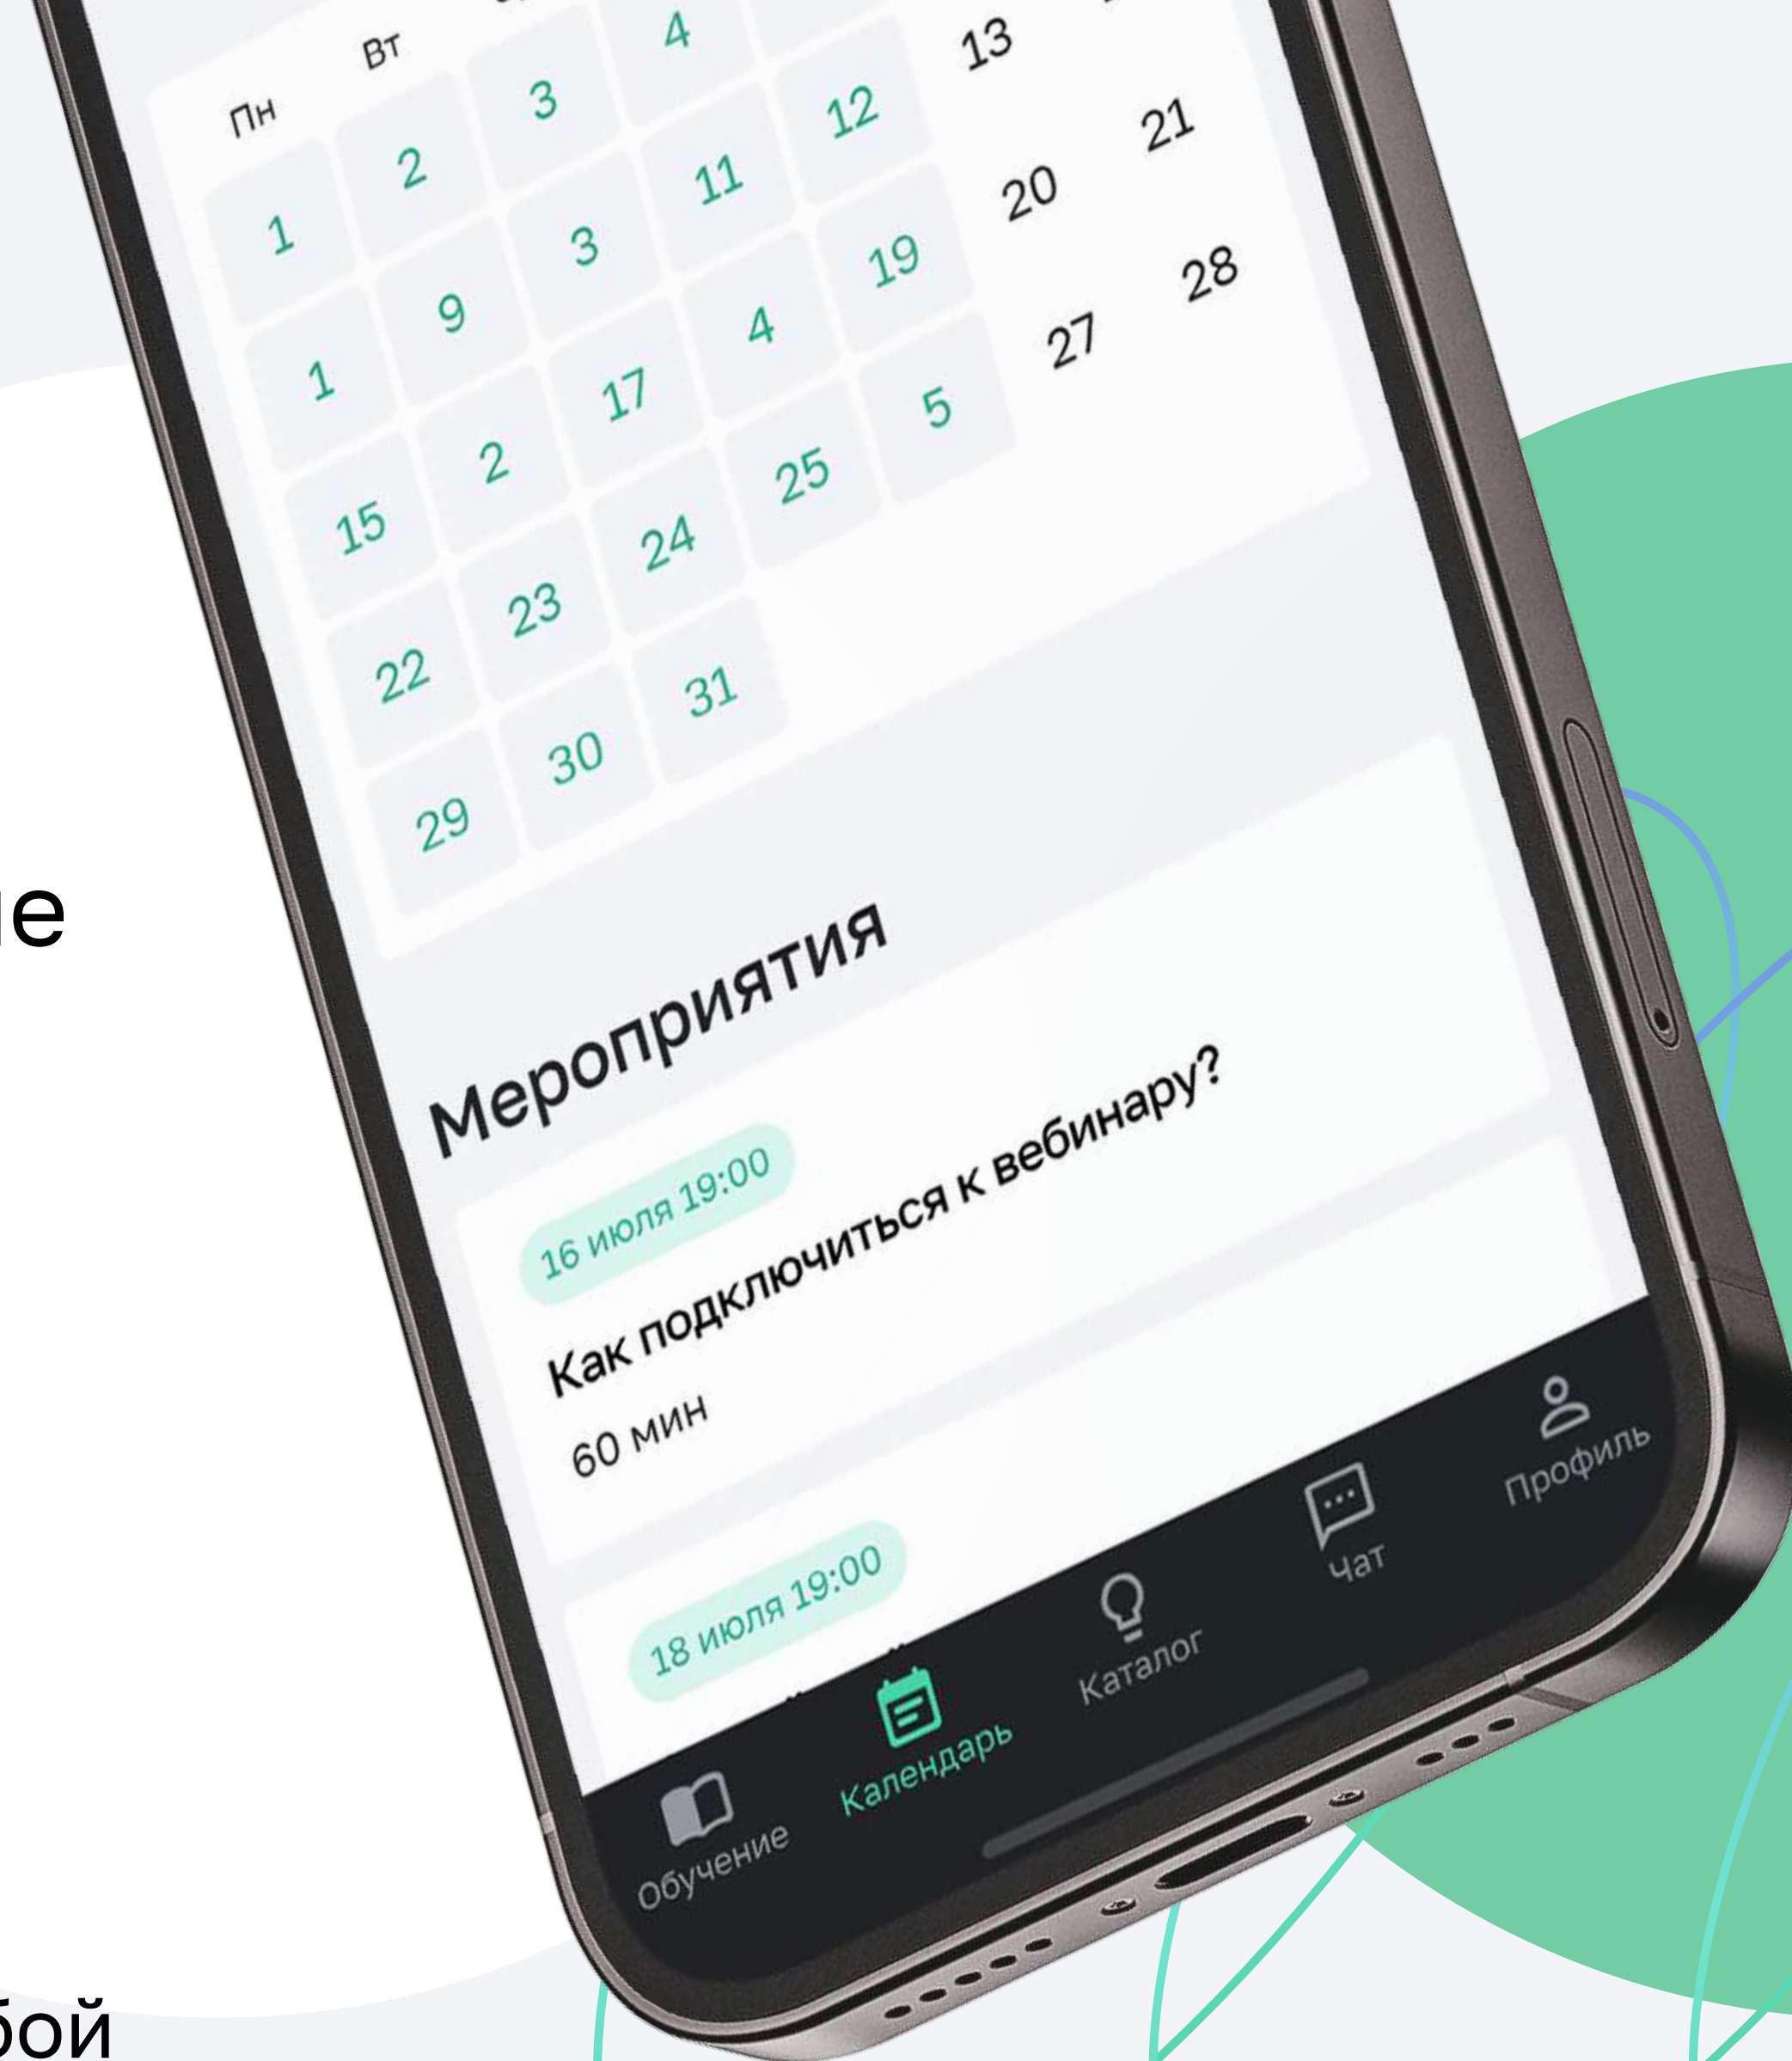 Пн Вт
1 2 3 4
1 9 3 11 12 13
15 2 17 4 19 20 21
22 23 24 25 5 27 28
29 30 31
Мероприятия
16 июля 19:00
Как подключиться к вебинару?
60 мин
18 июля 19:00
Обучение
Календарь
Каталог
Чат
Профиль